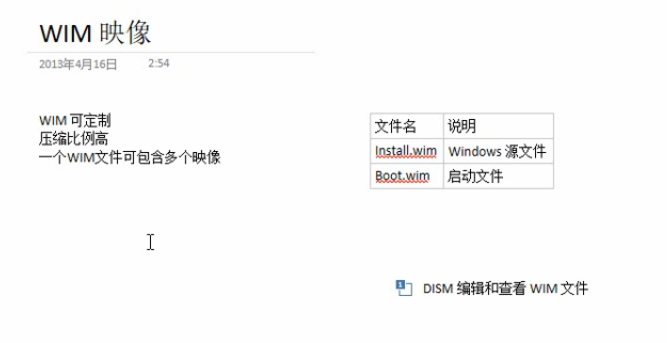 WIM 映像
2013年4月16日 2:54
WIM 可定制
压缩比例高
一个WIM文件可包含多个映像
文件名 说明
Install.wim Windows 源文件
Boot.wim 启动文件
1 DISM 编辑和查看 WIM 文件